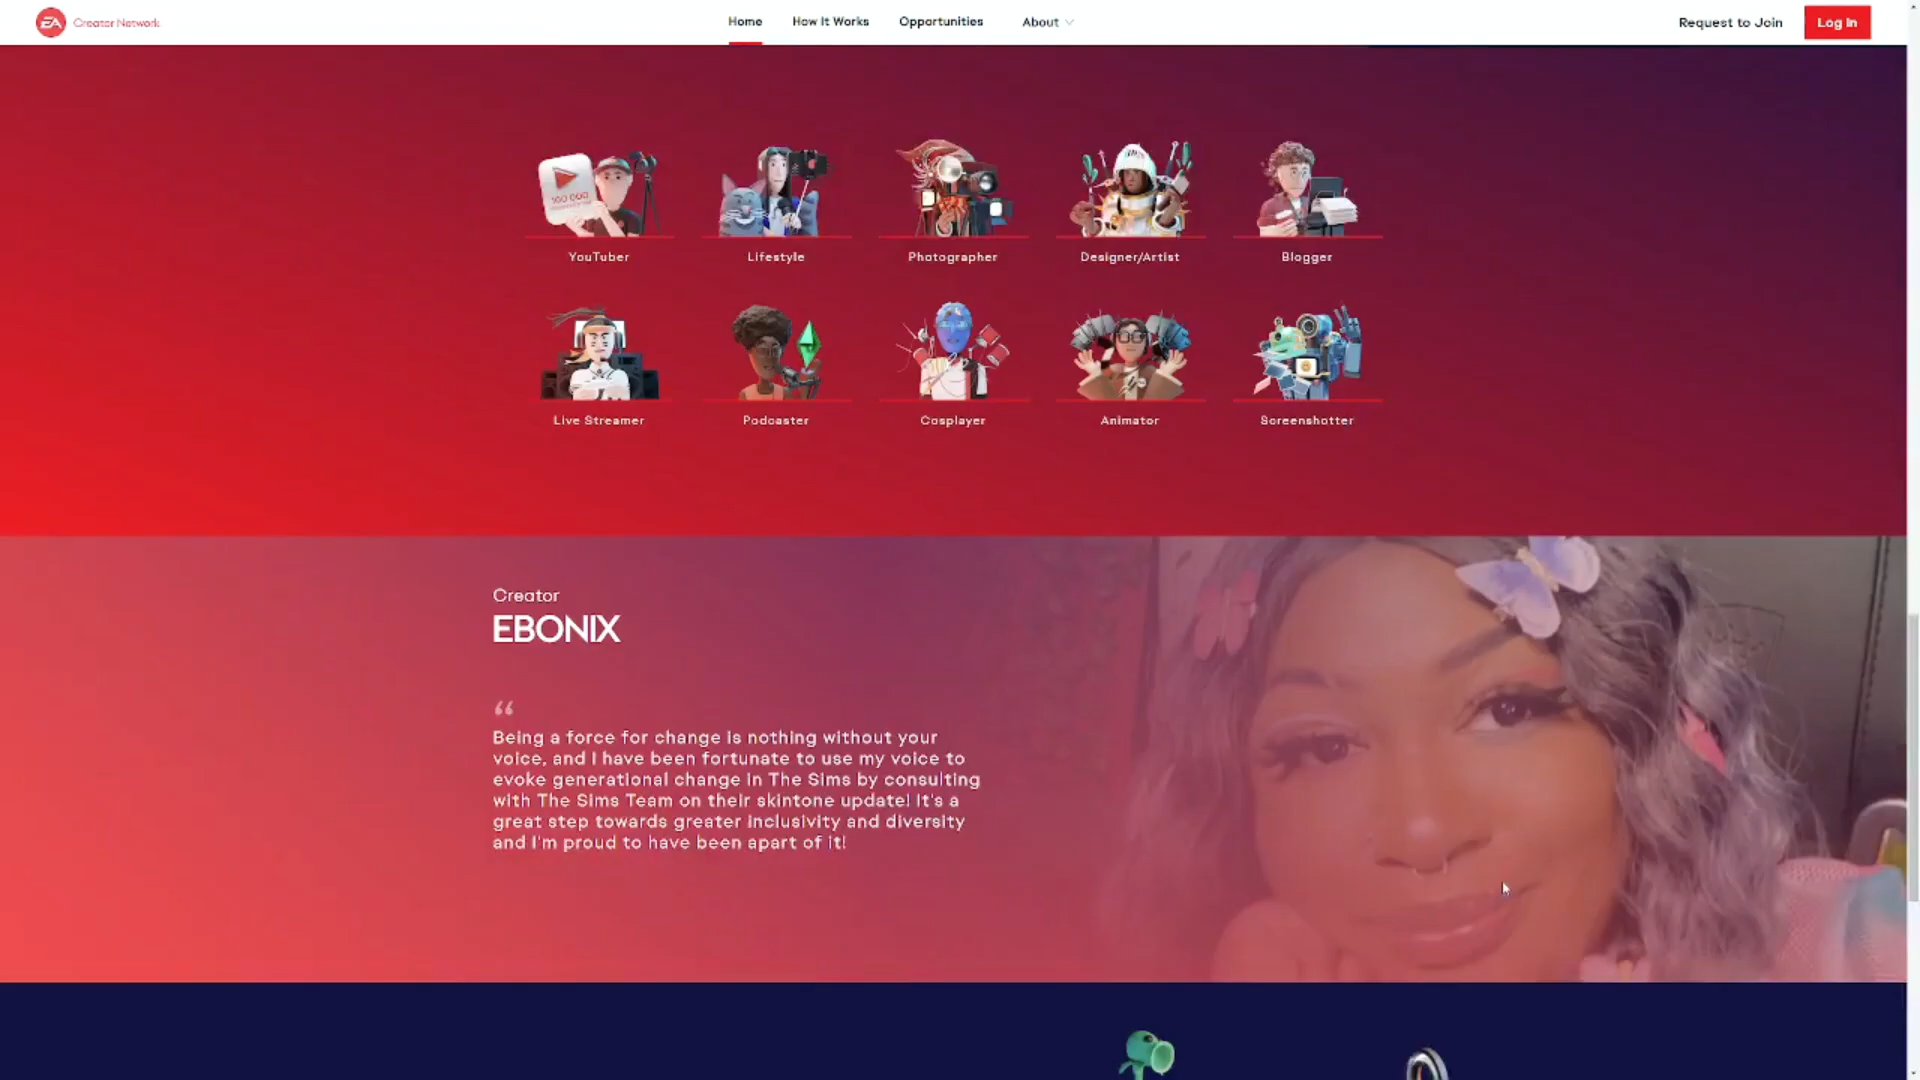 EA Creator Network
Home How It Works Opportunities About
Request to Join Log In
100 000
YouTuber Lifestyle Photographer Designer/Artist Blogger
Live Streamer Podcaster Cosplayer Animator Screenshotter
Creator
EBONIX
“
Being a force for change is nothing without your
voice, and I have been fortunate to use my voice to
evoke generational change in The Sims by consulting
with The Sims Team on their skintone update! It's a
great step towards greater inclusivity and diversity
and I'm proud to have been apart of it!